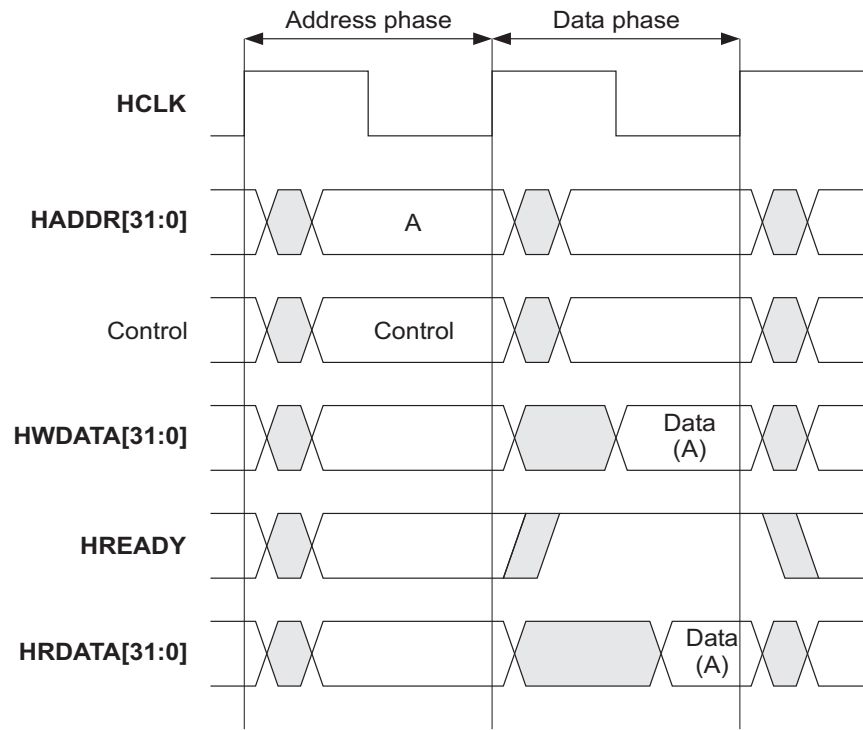 Address phase
Data phase
HCLK
HADDR[31:0]
A
Control
Control
HWDATA[31:0]
Data
(A)
HREADY
HRDATA[31:0]
Data
(A)